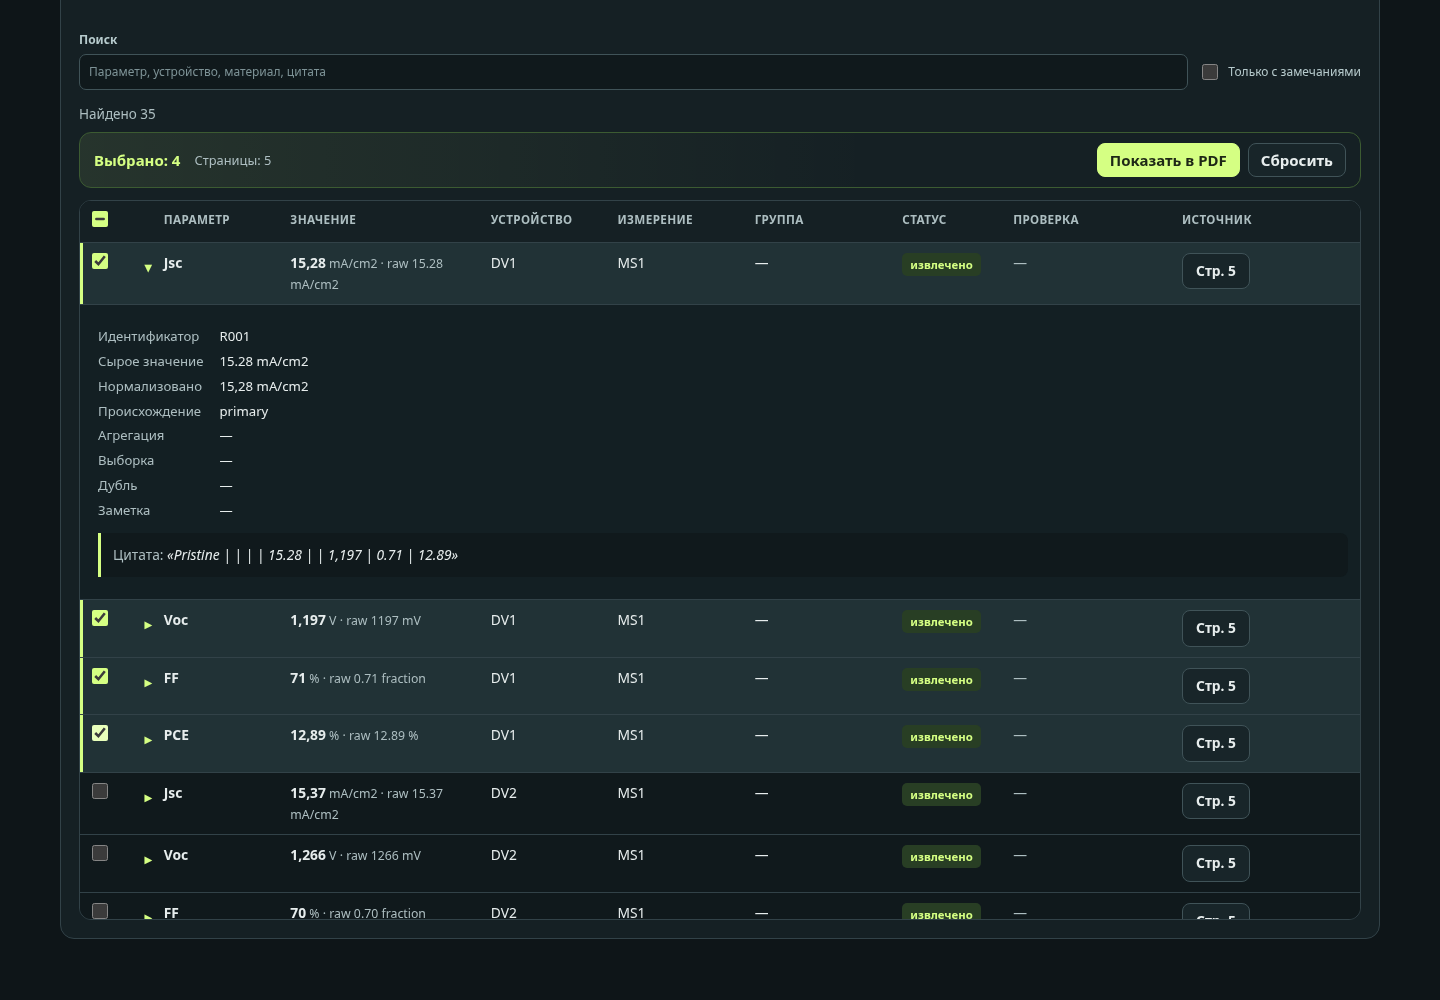 Поиск
Параметр, устройство, материал, цитата
Только с замечаниями
Найдено 35
Выбрано: 4 Страницы: 5 Показать в PDF Сбросить
ПАРАМЕТР ЗНАЧЕНИЕ УСТРОЙСТВО ИЗМЕРЕНИЕ ГРУППА СТАТУС ПРОВЕРКА ИСТОЧНИК
Jsc 15,28 mA/cm2 · raw 15.28 DV1 MS1 — извлечено — Стр. 5
mA/cm2
Идентификатор R001
Сырое значение 15.28 mA/cm2
Нормализовано 15,28 mA/cm2
Происхождение primary
Агрегация —
Выборка —
Дубль —
Заметка —
Цитата: «Pristine | | | | 15.28 | | 1,197 | 0.71 | 12.89»
Voc 1,197 V · raw 1197 mV DV1 MS1 — извлечено — Стр. 5
FF 71 % · raw 0.71 fraction DV1 MS1 — извлечено — Стр. 5
PCE 12,89 % · raw 12.89 % DV1 MS1 — извлечено — Стр. 5
Jsc 15,37 mA/cm2 · raw 15.37 DV2 MS1 — извлечено — Стр. 5
mA/cm2
Voc 1,266 V · raw 1266 mV DV2 MS1 — извлечено — Стр. 5
FF 70 % · raw 0.70 fraction DV2 MS1 — извлечено — Стр. 5